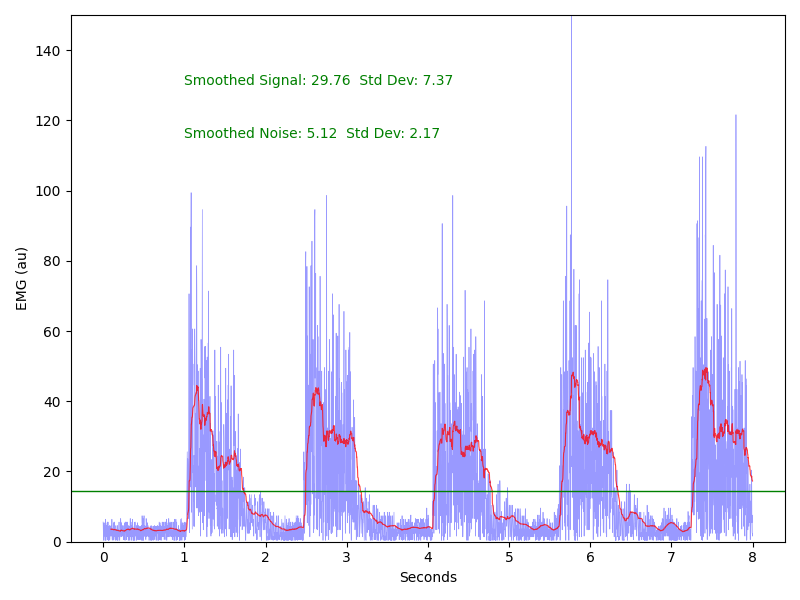 140
120
100
80
60
40
20
0
EMG (au)
Smoothed Signal: 29.76  Std Dev: 7.37
Smoothed Noise: 5.12  Std Dev: 2.17
0 1 2 3 4 5 6 7 8
Seconds